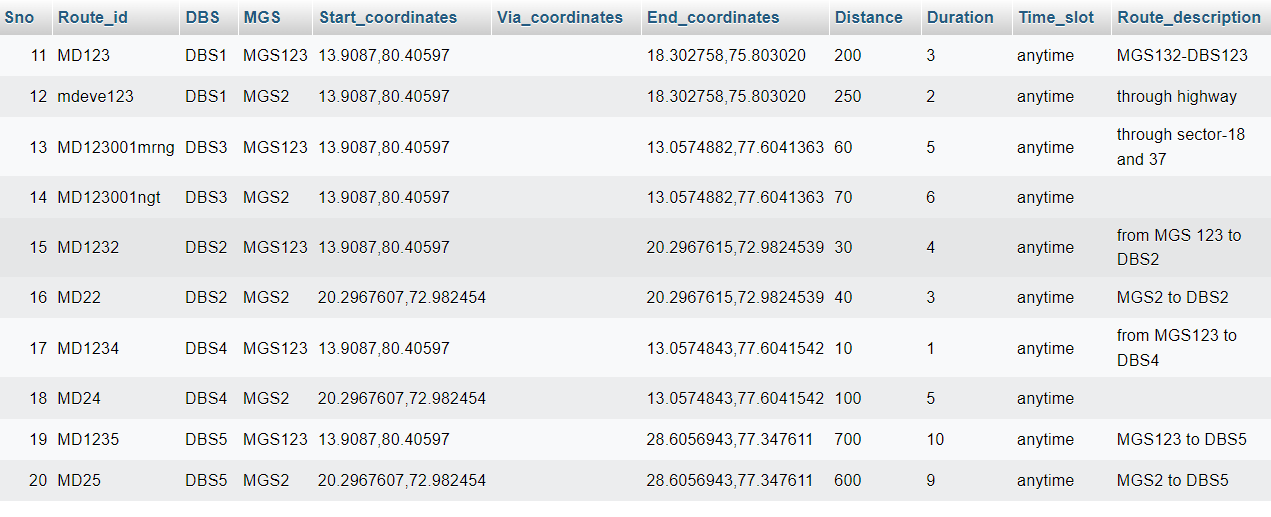 Sno Route_id DBS MGS Start_coordinates Via_coordinates End_coordinates Distance Duration Time_slot Route_description
11 MD123 DBS1 MGS123 13.9087,80.40597 18.302758,75.803020 200 3 anytime MGS132-DBS123
12 mdeve123 DBS1 MGS2 13.9087,80.40597 18.302758,75.803020 250 2 anytime through highway
13 MD123001mrng DBS3 MGS123 13.9087,80.40597 13.0574882,77.6041363 60 5 anytime through sector-18
and 37
14 MD123001ngt DBS3 MGS2 13.9087,80.40597 13.0574882,77.6041363 70 6 anytime
15 MD1232 DBS2 MGS123 13.9087,80.40597 20.2967615,72.9824539 30 4 anytime from MGS 123 to
DBS2
16 MD22 DBS2 MGS2 20.2967607,72.982454 20.2967615,72.9824539 40 3 anytime MGS2 to DBS2
17 MD1234 DBS4 MGS123 13.9087,80.40597 13.0574843,77.6041542 10 1 anytime from MGS123 to
DBS4
18 MD24 DBS4 MGS2 20.2967607,72.982454 13.0574843,77.6041542 100 5 anytime
19 MD1235 DBS5 MGS123 13.9087,80.40597 28.6056943,77.347611 700 10 anytime MGS123 to DBS5
20 MD25 DBS5 MGS2 20.2967607,72.982454 28.6056943,77.347611 600 9 anytime MGS2 to DBS5